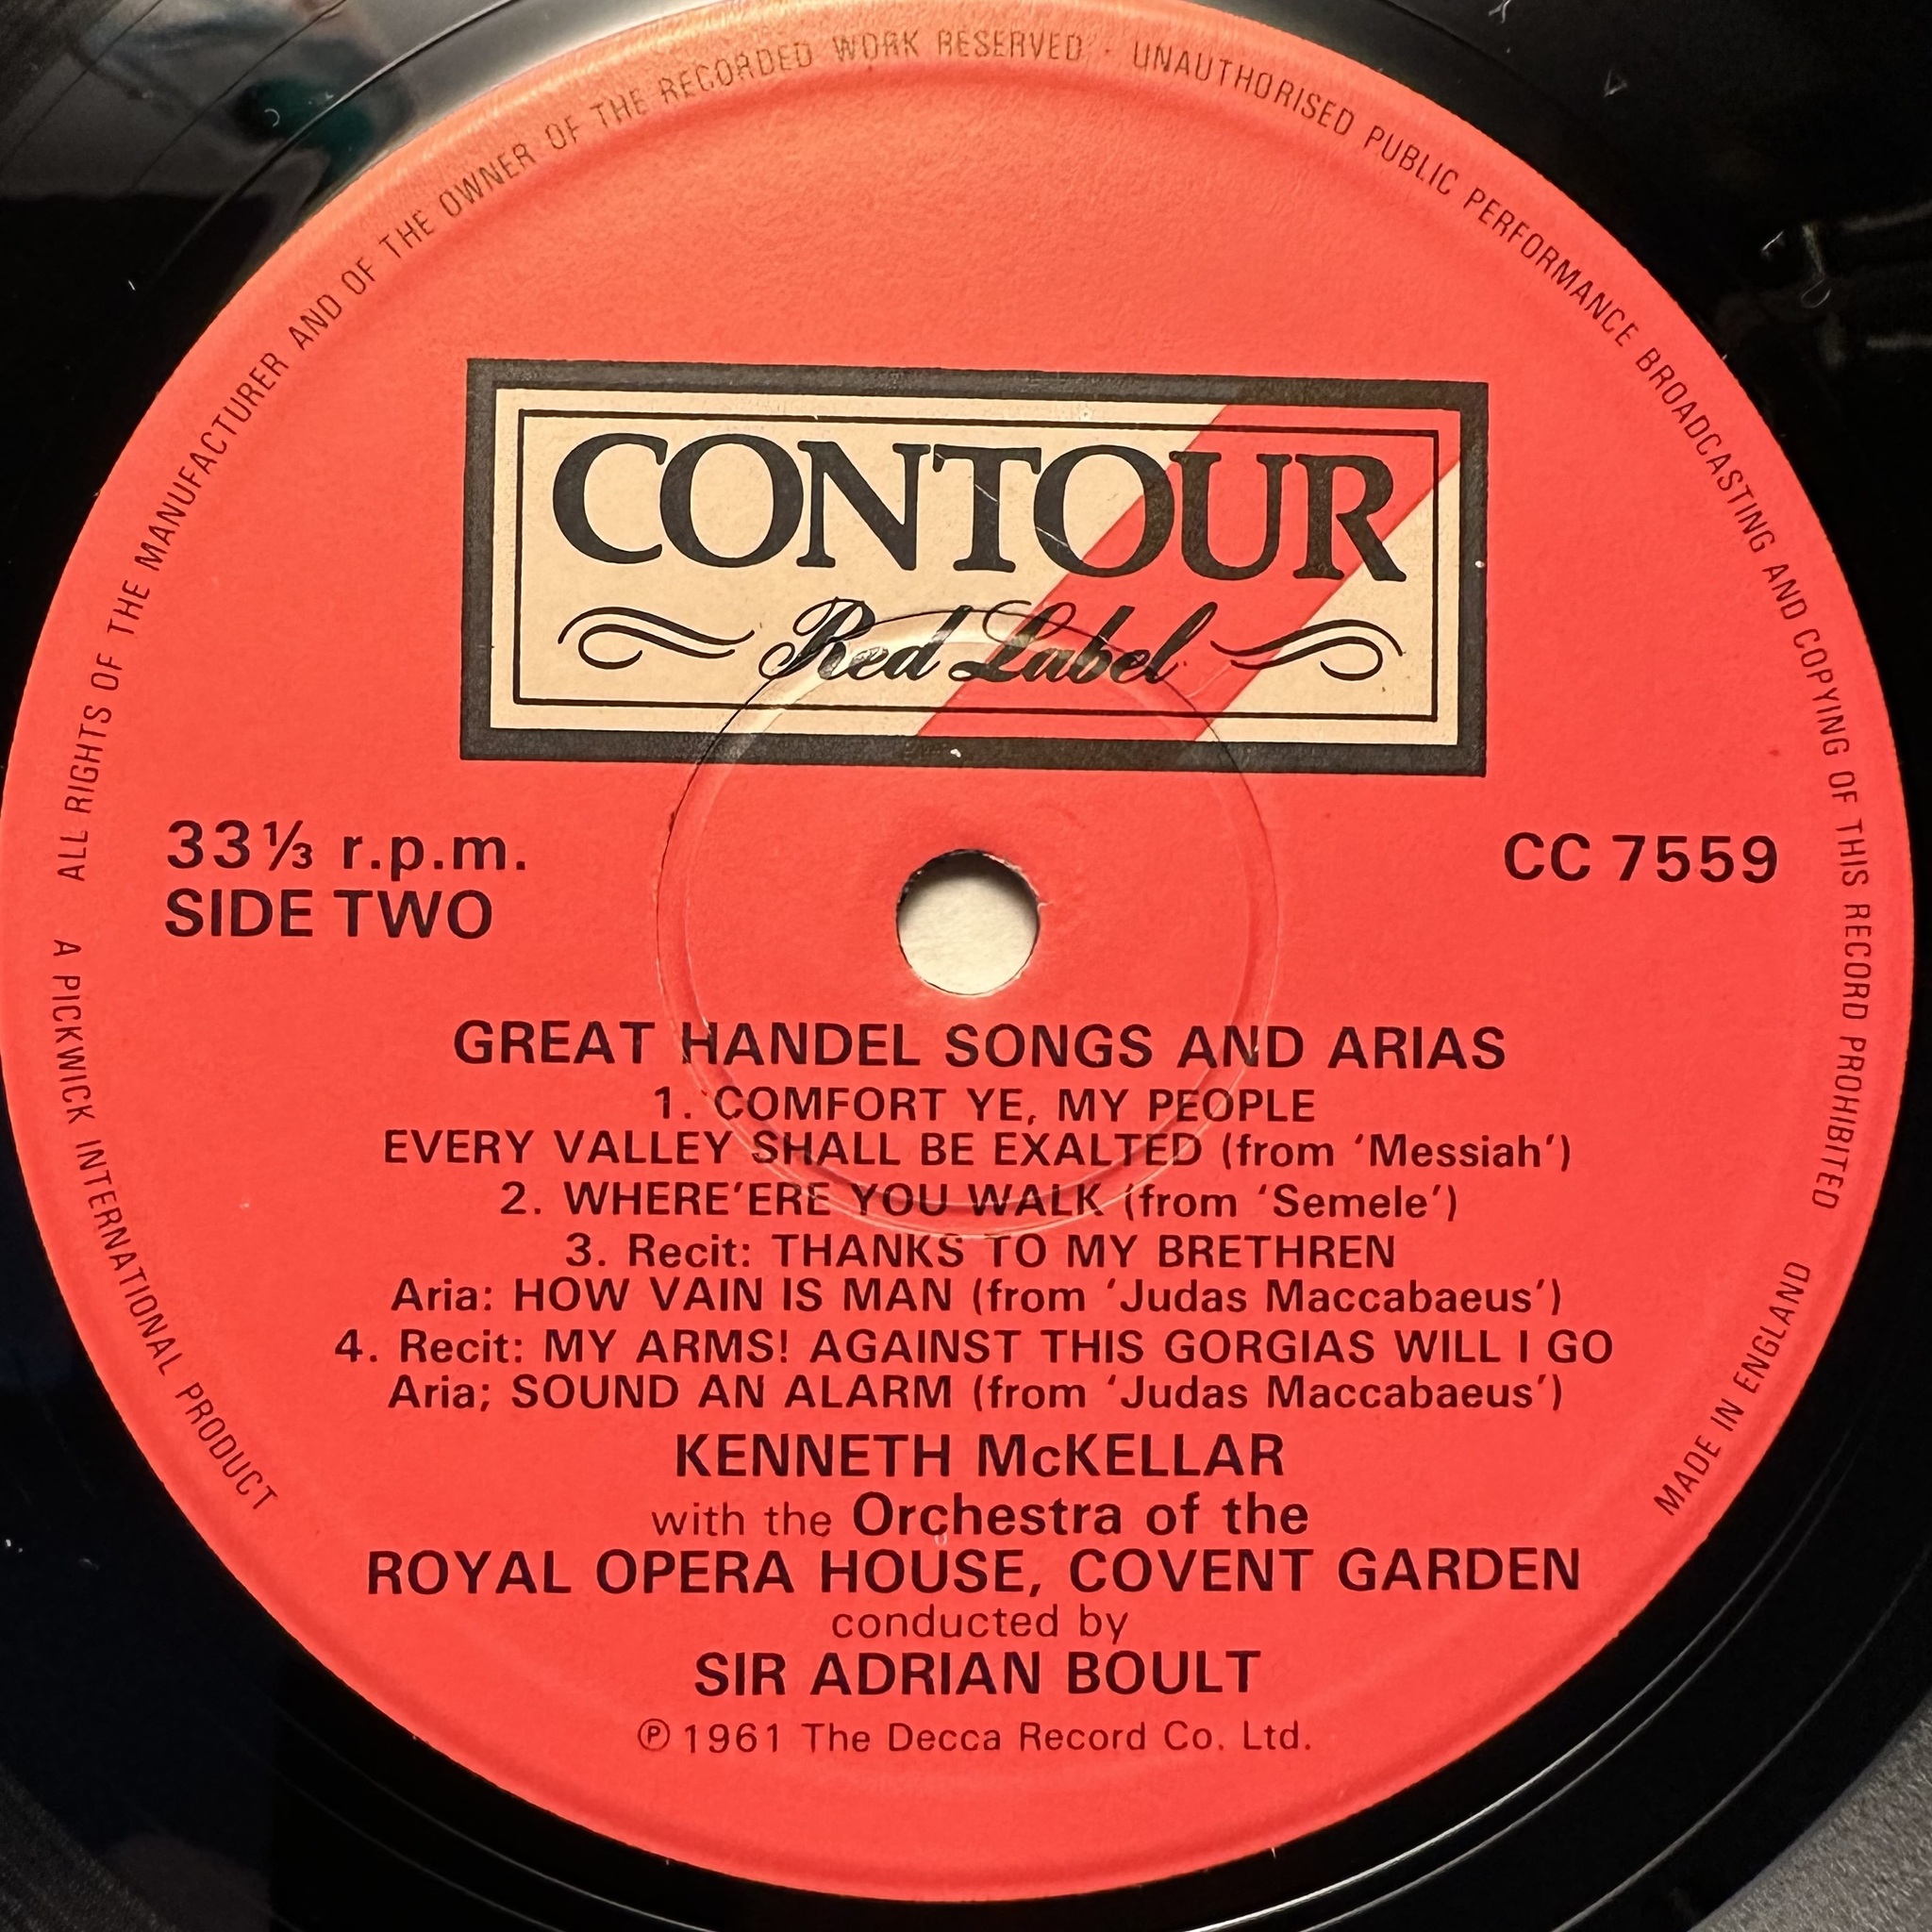 ALL RIGHTS OF THE MANUFACTURER AND OF THE OWNER OF THE RECORDED WORK RESERVED · UNAUTHORISED PUBLIC PERFORMANCE BROADCASTING AND COPYING OF THIS RECORD PROHIBITED
CONTOUR
Red Label
33⅓ r.p.m.
SIDE TWO
CC 7559
GREAT HANDEL SONGS AND ARIAS
1. COMFORT YE, MY PEOPLE
EVERY VALLEY SHALL BE EXALTED (from ‘Messiah’)
2. WHERE’ERE YOU WALK (from ‘Semele’)
3. Recit: THANKS TO MY BRETHREN
Aria: HOW VAIN IS MAN (from ‘Judas Maccabaeus’)
4. Recit: MY ARMS! AGAINST THIS GORGIAS WILL I GO
Aria; SOUND AN ALARM (from ‘Judas Maccabaeus’)
KENNETH McKELLAR
with the Orchestra of the
ROYAL OPERA HOUSE, COVENT GARDEN
conducted by
SIR ADRIAN BOULT
℗ 1961 The Decca Record Co. Ltd.
A PICKWICK INTERNATIONAL PRODUCT
MADE IN ENGLAND